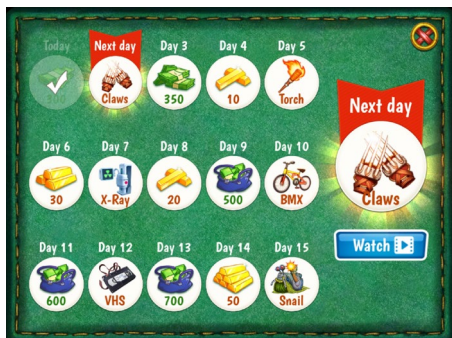 Today
Next day
Day 3
Day 4
Day 5
300
Claws
350
10
Torch
Next day
Claws
Day 6
Day 7
Day 8
Day 9
Day 10
30
X-Ray
20
500
BMX
Watch
Day 11
Day 12
Day 13
Day 14
Day 15
600
VHS
700
50
Snail